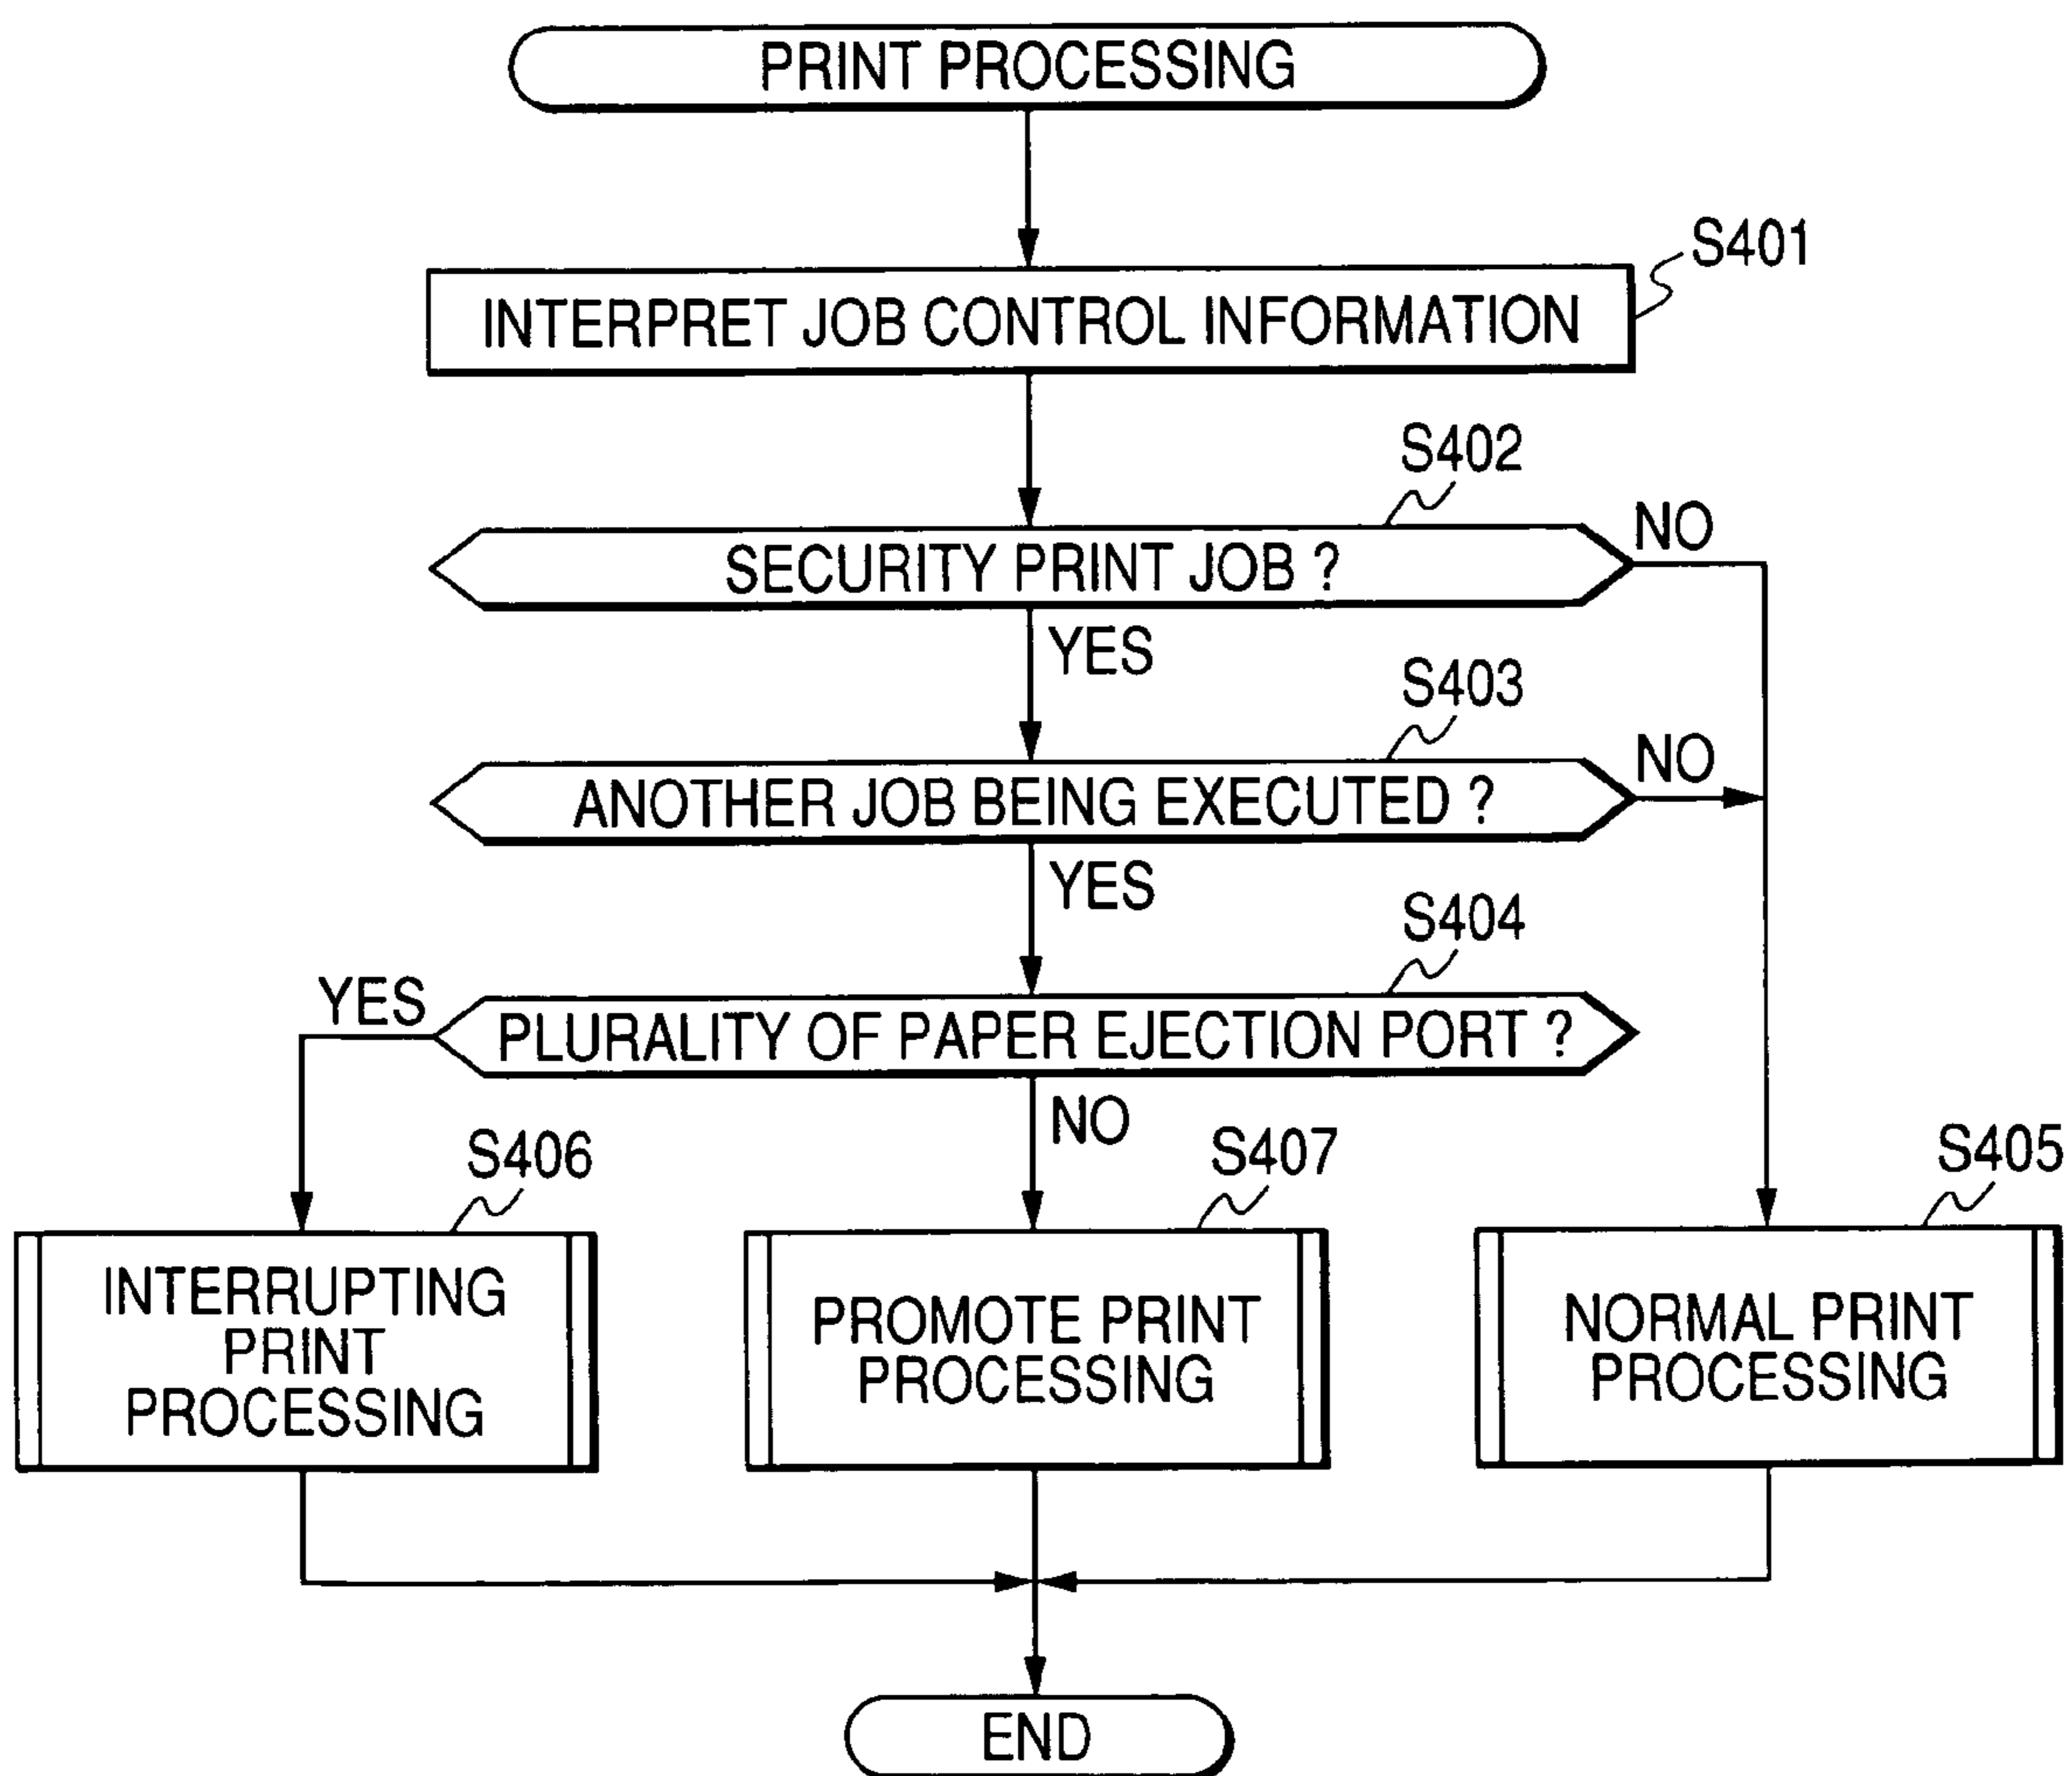 PRINT PROCESSING
S401
INTERPRET JOB CONTROL INFORMATION
S402
NO
SECURITY PRINT JOB ?
YES
S403
NO
ANOTHER JOB BEING EXECUTED ?
YES
S404
YES
PLURALITY OF PAPER EJECTION PORT ?
NO
S406
S407
S405
INTERRUPTING
PRINT
PROCESSING
PROMOTE PRINT
PROCESSING
NORMAL PRINT
PROCESSING
END